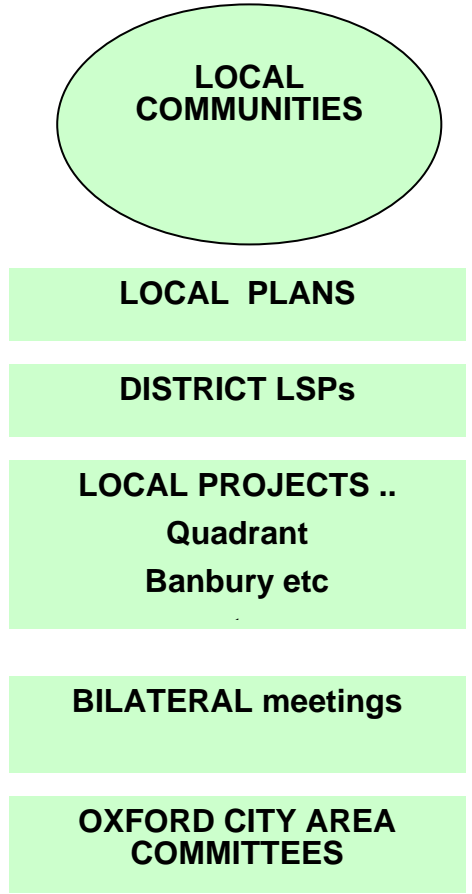 LOCAL
COMMUNITIES
LOCAL PLANS
DISTRICT LSPs
LOCAL PROJECTS ..
Quadrant
Banbury etc
BILATERAL meetings
OXFORD CITY AREA
COMMITTEES